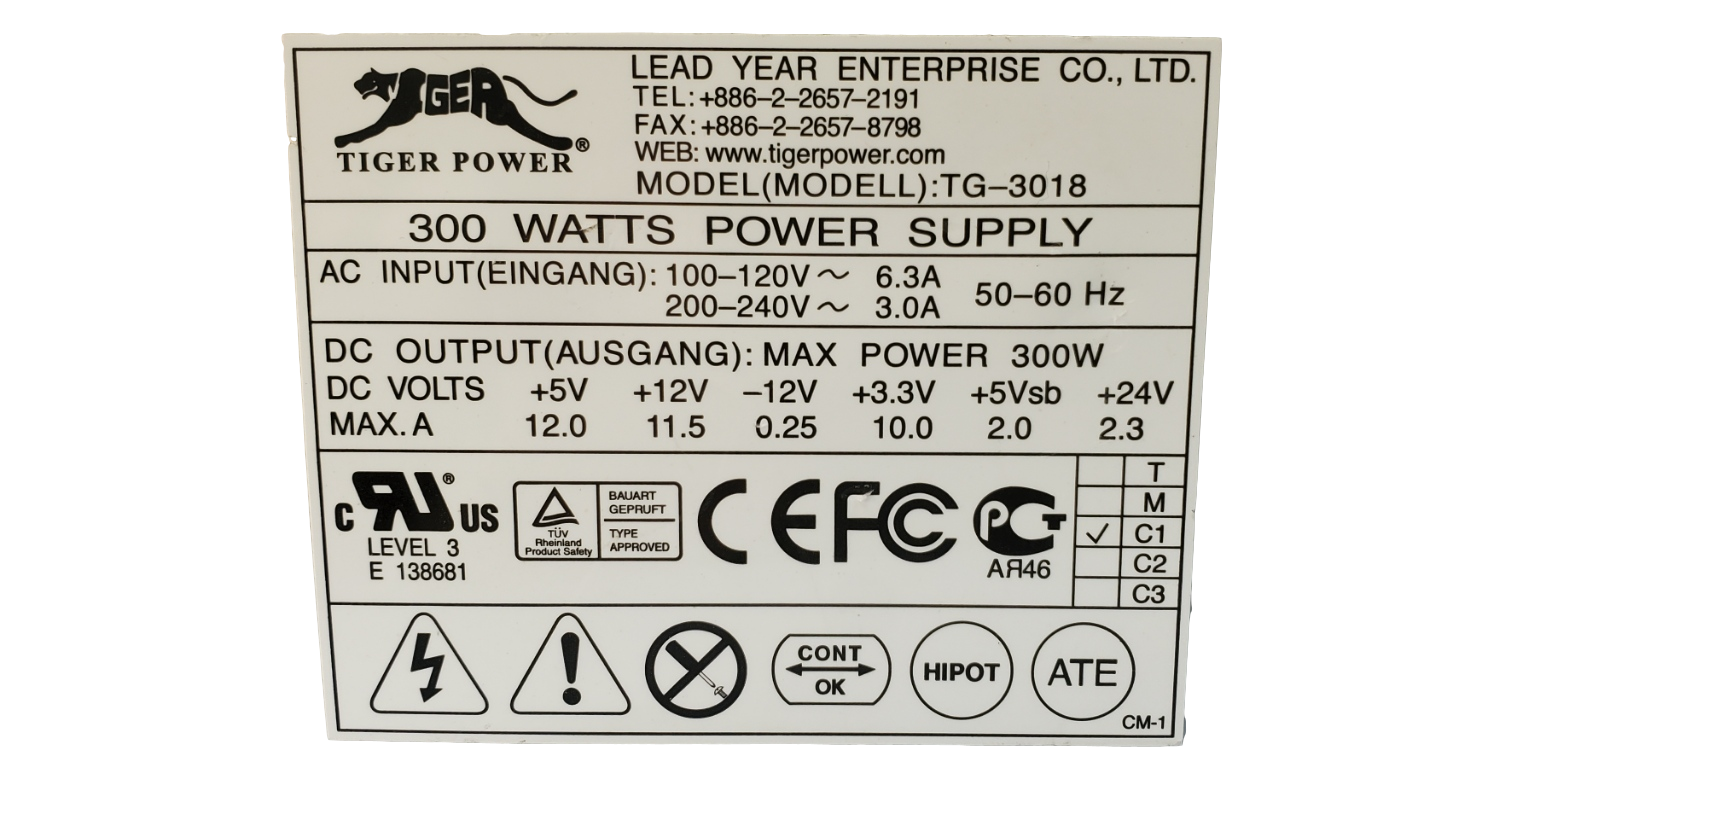 TIGER
TIGER POWER®
LEAD YEAR ENTERPRISE CO., LTD.
TEL:+886-2-2657-2191
FAX:+886-2-2657-8798
WEB: www.tigerpower.com
MODEL(MODELL):TG-3018
300 WATTS POWER SUPPLY
AC INPUT(EINGANG): 100-120V~ 6.3A
200-240V~ 3.0A
50-60 Hz
DC OUTPUT(AUSGANG): MAX POWER 300W
DC VOLTS +5V +12V -12V +3.3V +5Vsb +24V
MAX. A 12.0 11.5 0.25 10.0 2.0 2.3
C RU® US
LEVEL 3
E 138681
TÜV
Rheinland
Product Safety
BAUART
GEPRUFT
TYPE
APPROVED
CE
FC
PCT
АЯ46
T
M
✓ C1
C2
C3
CONT
OK
HIPOT
ATE
CM-1